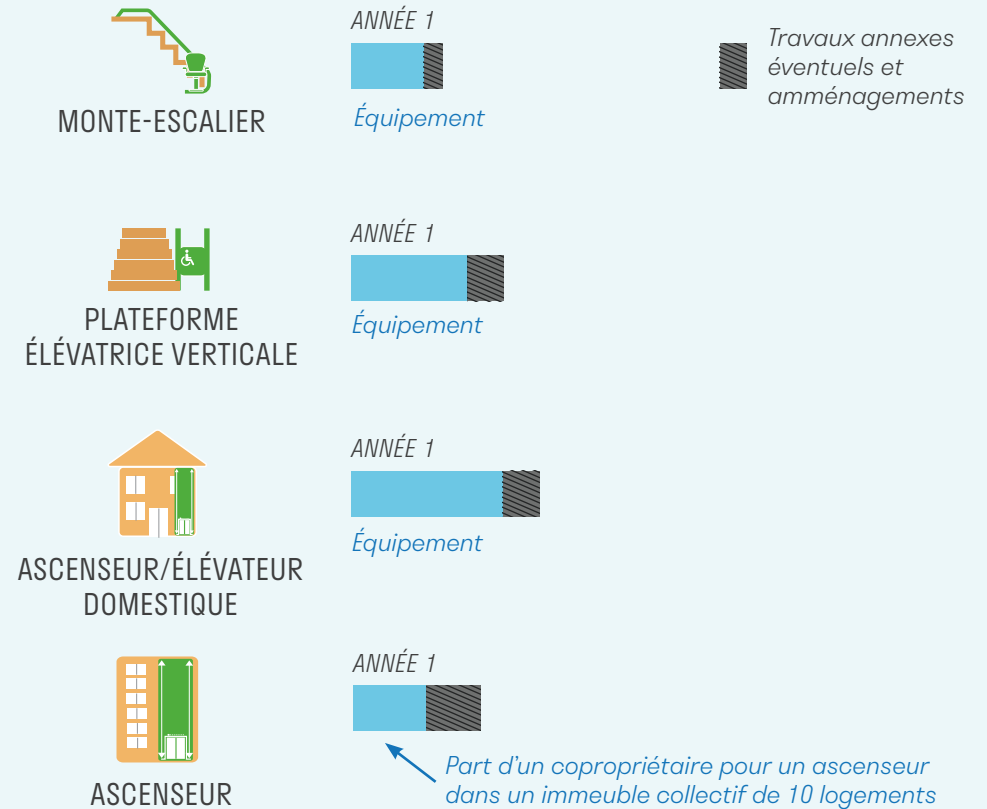 MONTE-ESCALIER
ANNÉE 1
Équipement
Travaux annexes
éventuels et
amménagements
PLATEFORME
ÉLÉVATRICE VERTICALE
ANNÉE 1
Équipement
ASCENSEUR/ÉLÉVATEUR
DOMESTIQUE
ANNÉE 1
Équipement
ASCENSEUR
ANNÉE 1
Part d'un copropriétaire pour un ascenseur
dans un immeuble collectif de 10 logements